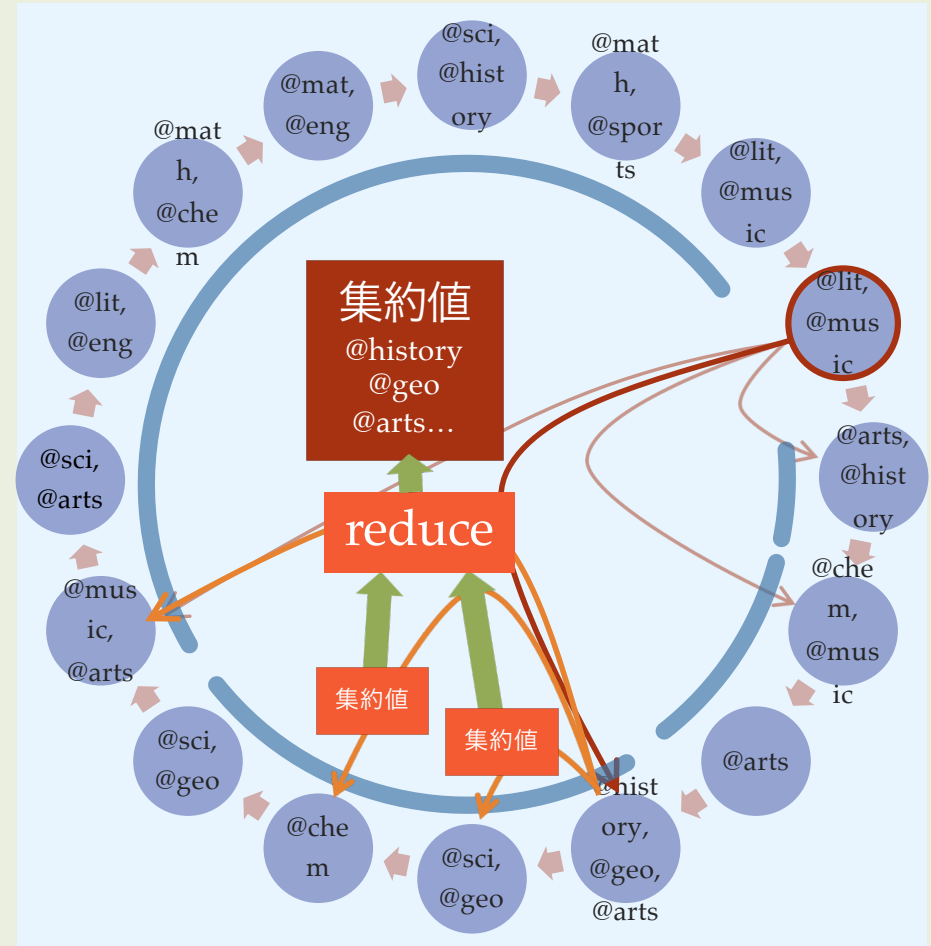 @sci,
@hist
ory
@mat
h,
@spor
ts
@lit,
@mus
ic
@lit,
@mus
ic
@arts,
@hist
ory
@che
m,
@mus
ic
@arts
@hist
ory,
@geo,
@arts
@sci,
@geo
@che
m
@sci,
@geo
@mus
ic,
@arts
@sci,
@arts
@lit,
@eng
@mat
h,
@che
m
@mat,
@eng
集約値
@history
@geo
@arts…
reduce
集約値
集約値